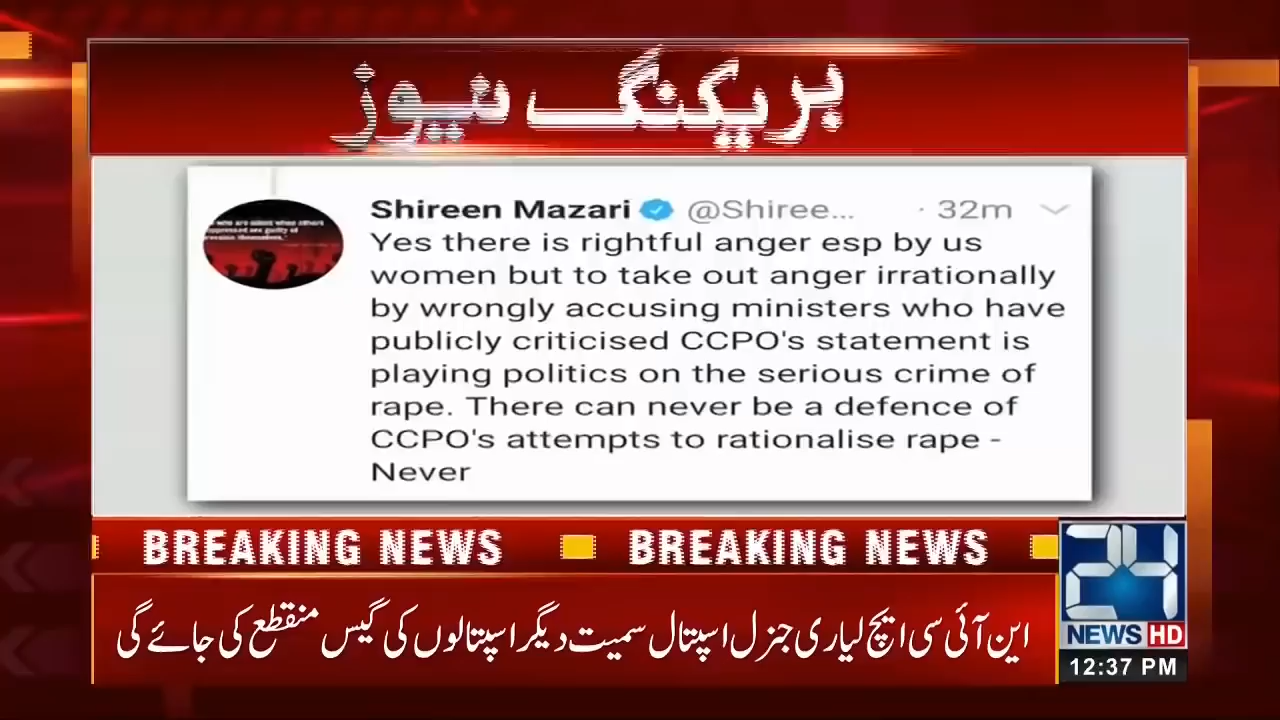 بریکنگ نیوز
Shireen Mazari @Shiree... · 32m
Yes there is rightful anger esp by us
women but to take out anger irrationally
by wrongly accusing ministers who have
publicly criticised CCPO's statement is
playing politics on the serious crime of
rape. There can never be a defence of
CCPO's attempts to rationalise rape -
Never
BREAKING NEWS BREAKING NEWS
24
NEWS HD
این آئی سی ایچ لیاری جنرل اسپتال سمیت دیگر اسپتالوں کی گیس منقطع کی جائے گی
12:37 PM